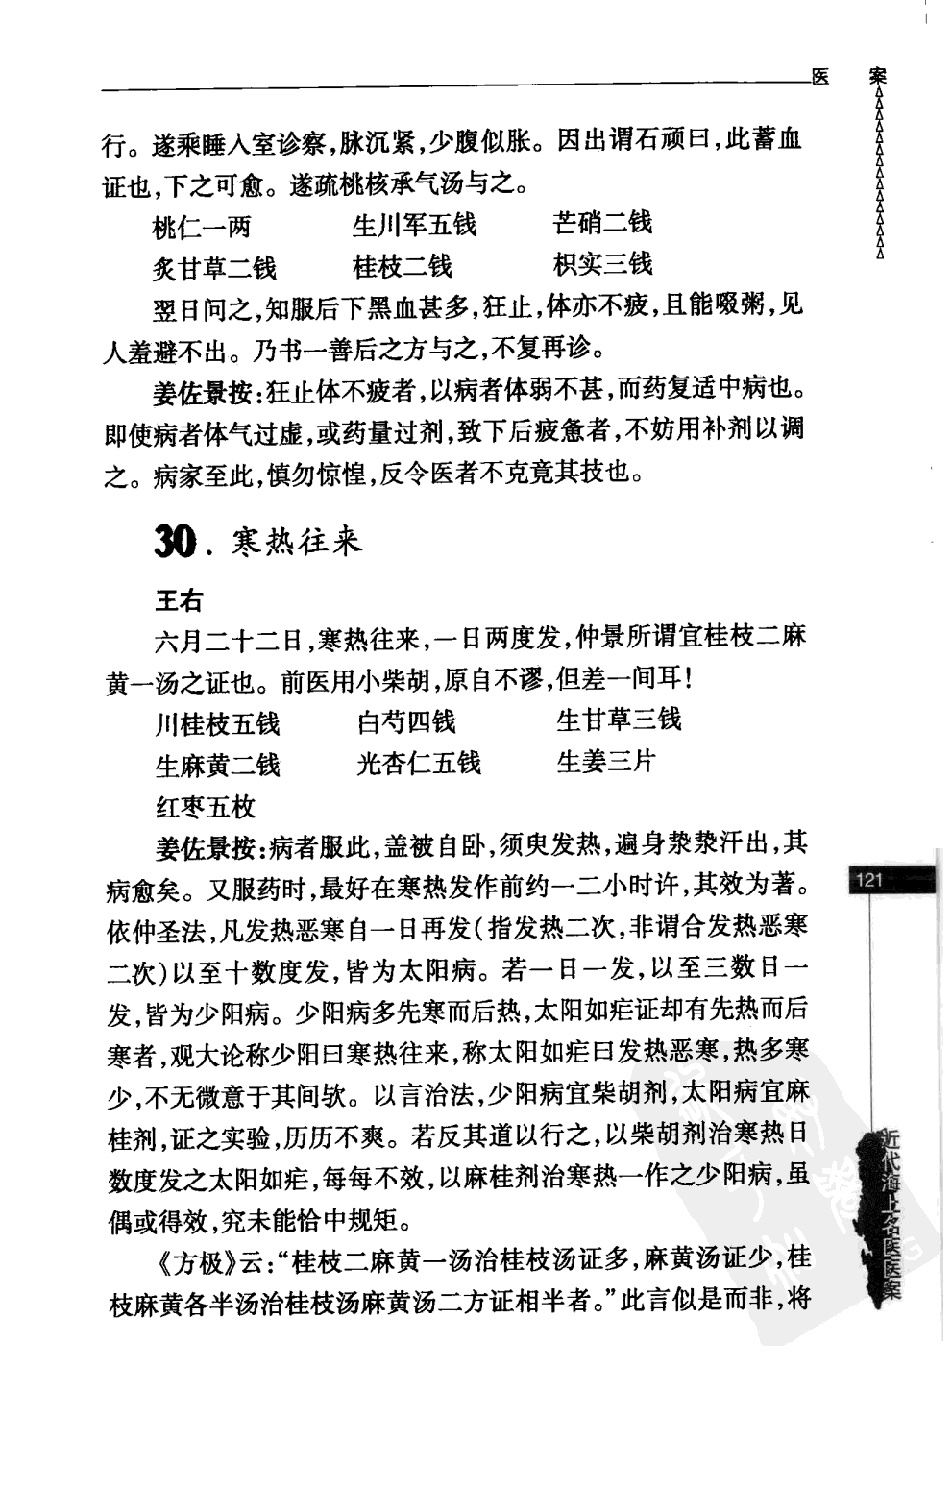 医 案
行。遂乘睡入室诊察,脉沉紧,少腹似胀。因出谓石顽曰,此蓄血
证也,下之可愈。遂疏桃核承气汤与之。
桃仁一两 生川军五钱 芒硝二钱
炙甘草二钱 桂枝二钱 枳实三钱
翌日问之,知服后下黑血甚多,狂止,体亦不疲,且能啜粥,见
人羞避不出。乃书一善后之方与之,不复再诊。
姜佐景按:狂止体不疲者,以病者体弱不甚,而药复适中病也。
即使病者体气过虚,或药量过剂,致下后疲惫者,不妨用补剂以调
之。病家至此,慎勿惊惶,反令医者不克竟其技也。
30. 寒热往来
王右
六月二十二日,寒热往来,一日两度发,仲景所谓宜桂枝二麻
黄一汤之证也。前医用小柴胡,原自不谬,但差一间耳!
川桂枝五钱 白芍四钱 生甘草三钱
生麻黄二钱 光杏仁五钱 生姜三片
红枣五枚
姜佐景按:病者服此,盖被自卧,须臾发热,遍身漐漐汗出,其
病愈矣。又服药时,最好在寒热发作前约一二小时许,其效为著。
依仲圣法,凡发热恶寒自一日再发(指发热二次,非谓合发热恶寒
二次)以至十数度发,皆为太阳病。若一日一发,以至三数日一
发,皆为少阳病。少阳病多先寒而后热,太阳如疟证却有先热而后
寒者,观大论称少阳曰寒热往来,称太阳如疟曰发热恶寒,热多寒
少,不无微意于其间欤。以言治法,少阳病宜柴胡剂,太阳病宜麻
桂剂,证之实验,历历不爽。若反其道以行之,以柴胡剂治寒热日
数度发之太阳如疟,每每不效,以麻桂剂治寒热一作之少阳病,虽
偶或得效,究未能恰中规矩。
《方极》云:“桂枝二麻黄一汤治桂枝汤证多,麻黄汤证少,桂
枝麻黄各半汤治桂枝汤麻黄汤二方证相半者。”此言似是而非,将
121
近代海上名医医案